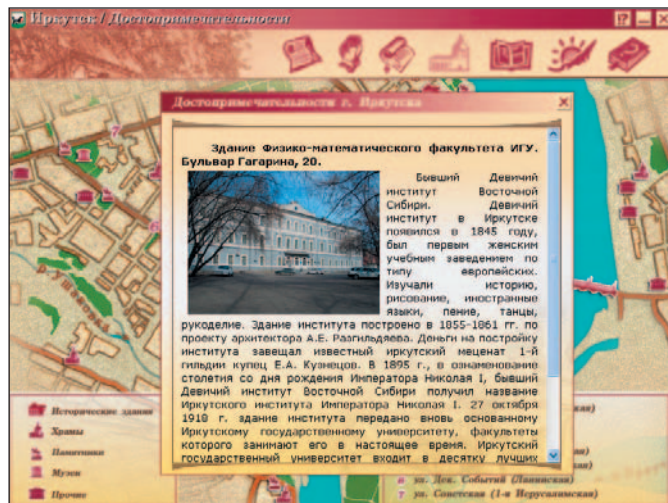 Иркутск / Достопримечательности
Достопримечательности г. Иркутска
Здание Физико-математического факультета ИГУ.
Бульвар Гагарина, 20.
Бывший Девичий
институт Восточной
Сибири. Девичий
институт в Иркутске
появился в 1845 году,
был первым женским
учебным заведением по
типу европейских.
Изучали историю,
рисование, иностранные
языки, пение, танцы,
рукоделие. Здание института построено в 1855-1861 гг. по
проекту архитектора А.Е. Разгильдяева. Деньги на постройку
института завещал известный иркутский меценат 1-й
гильдии купец Е.А. Кузнецов. В 1895 г., в ознаменование
столетия со дня рождения Императора Николая I, бывший
Девичий институт Восточной Сибири получил название
Иркутского института Императора Николая I. 27 октября
1918 г. здание института передано вновь основанному
Иркутскому государственному университету, факультеты
которого занимают его в настоящее время. Иркутский
государственный университет входит в десятку лучших
Исторические здания
Храмы
Памятники
Музеи
Прочие
6 ул. Дек. Событий (Ланинская)
7 ул. Советская (1-я Иерусалимская)